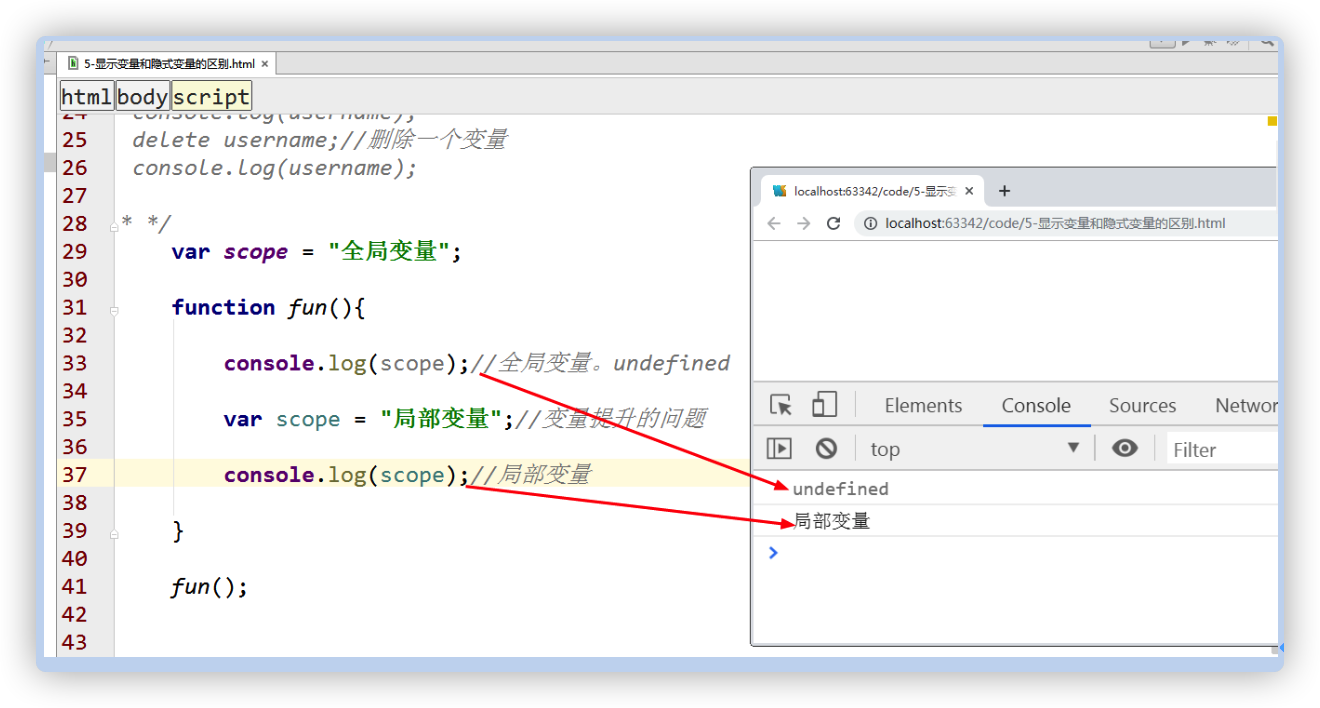 5-显示变量和隐式变量的区别.html ×
html body script
24 console.log(username);
25 delete username;//删除一个变量
26 console.log(username);
27
28 * */
29 var scope = "全局变量";
30
31 function fun(){
32
33 console.log(scope);//全局变量。undefined
34
35 var scope = "局部变量";//变量提升的问题
36
37 console.log(scope);//局部变量
38
39 }
40
41 fun();
42
43
localhost:63342/code/5-显示 × +
localhost:63342/code/5-显示变量和隐式变量的区别.html
Elements Console Sources Networ
top ▼ Filter
undefined
局部变量
>